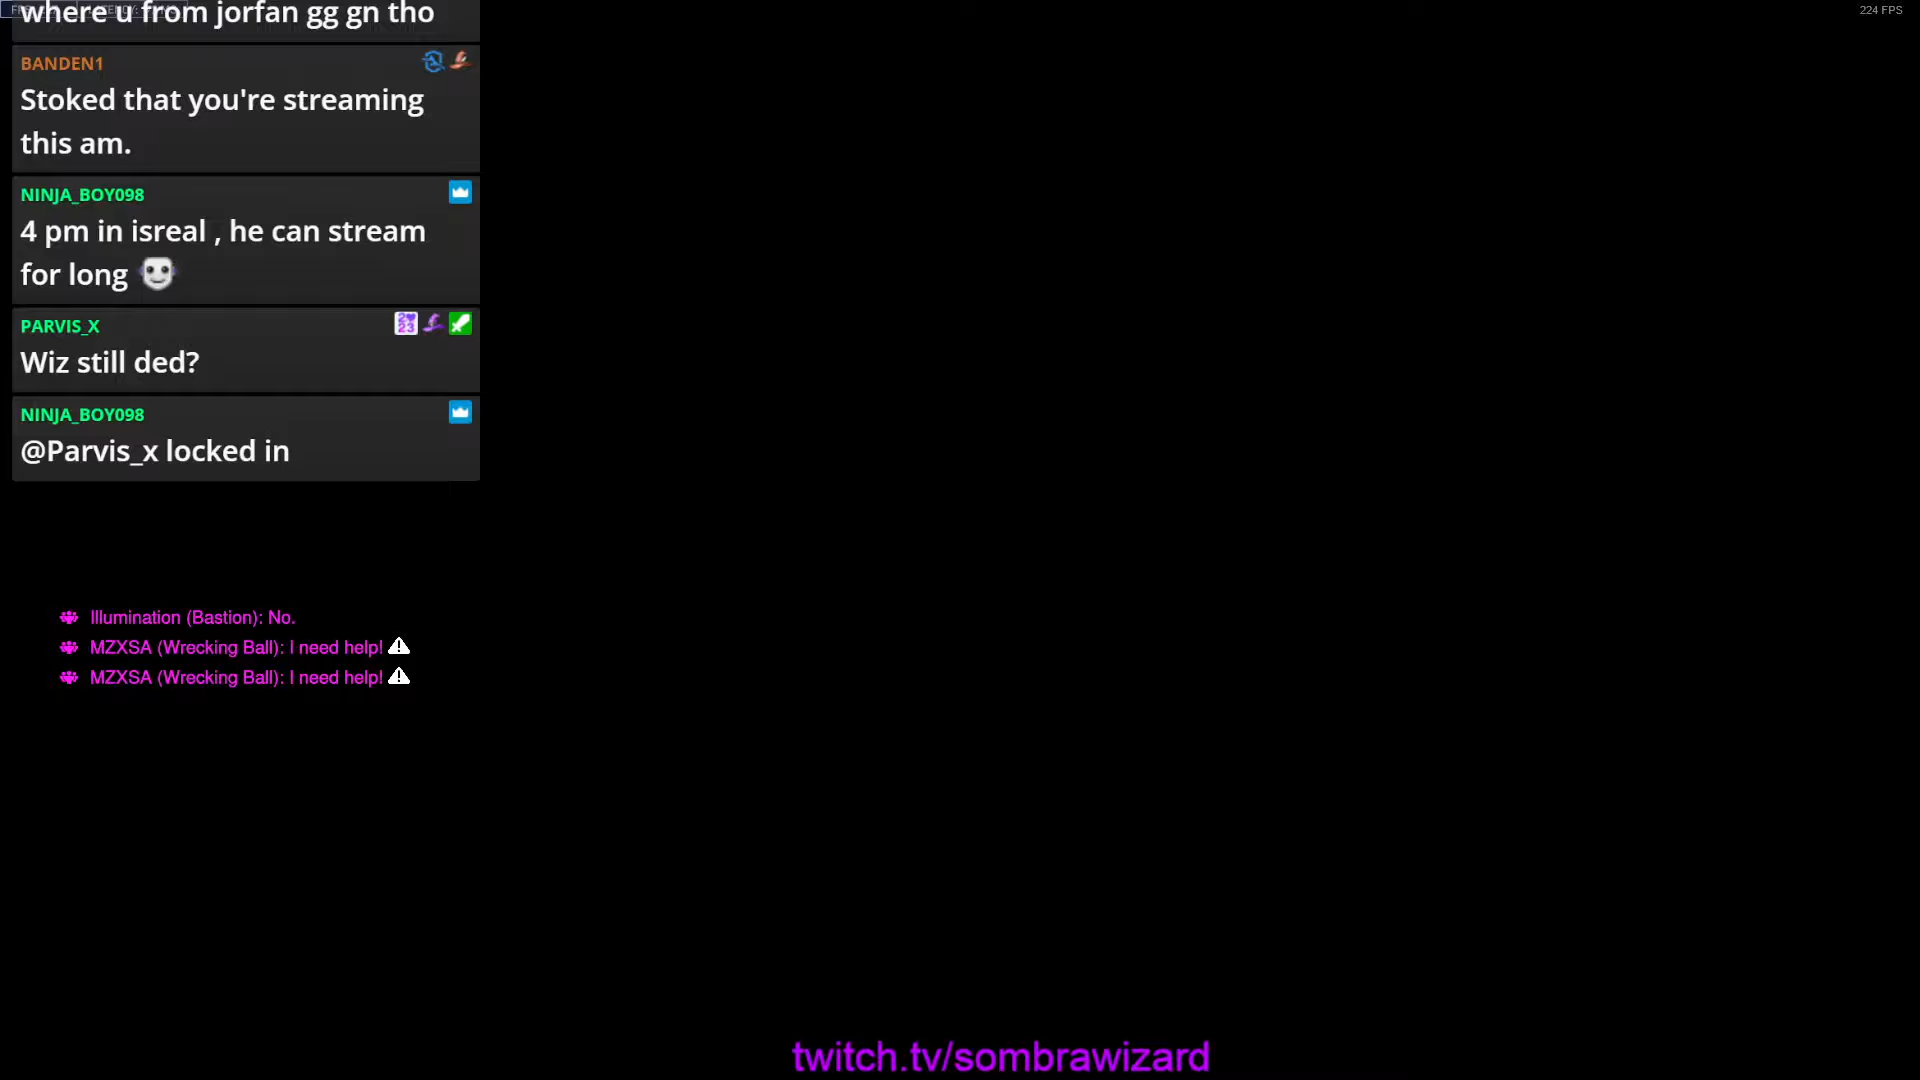 where u from jorfan gg gn tho
224 FPS
BANDEN1
Stoked that you're streaming
this am.
NINJA_BOY098
4 pm in isreal , he can stream
for long
PARVIS_X
Wiz still ded?
NINJA_BOY098
@Parvis_x locked in
Illumination (Bastion): No.
MZXSA (Wrecking Ball): I need help!
MZXSA (Wrecking Ball): I need help!
twitch.tv/sombrawizard